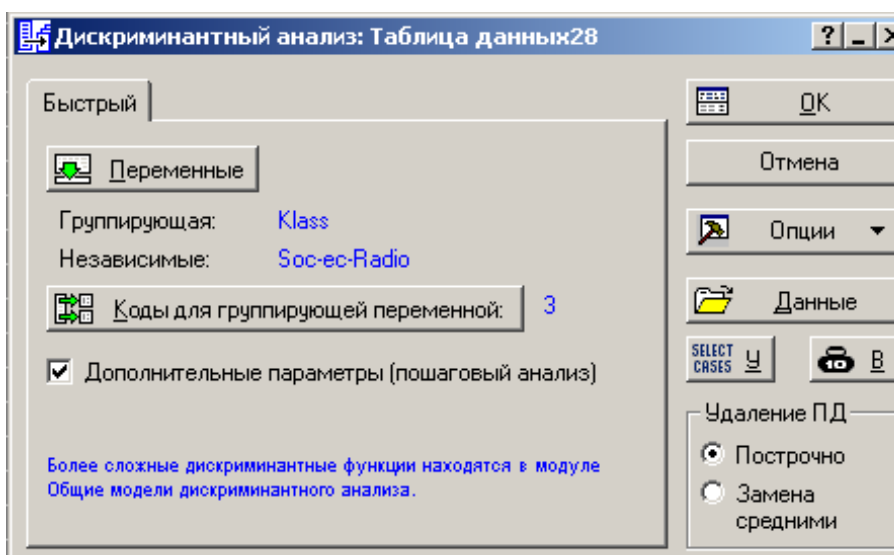 Дискриминантный анализ: Таблица данных28
Быстрый
Переменные
Группирующая: Klass
Независимые: Soc-ec-Radio
Коды для группирующей переменной: 3
Дополнительные параметры (пошаговый анализ)
Более сложные дискриминантные функции находятся в модуле
Общие модели дискриминантного анализа.
OK
Отмена
Опции
Данные
SELECT
CASES У
В
Удаление ПД
Построчно
Замена
средними